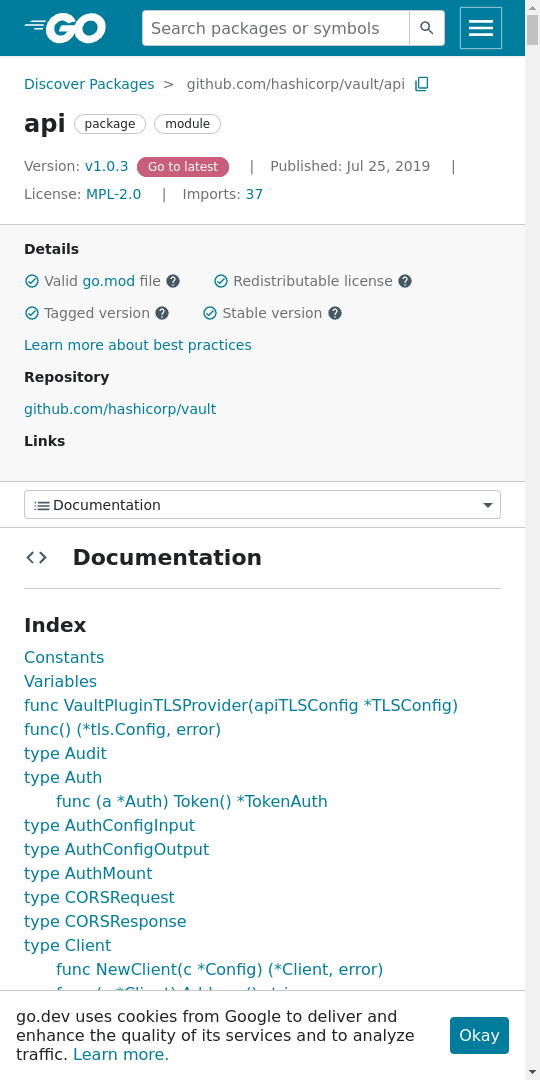 GO
Search packages or symbols
Discover Packages > github.com/hashicorp/vault/api
api package module
Version: v1.0.3 Go to latest | Published: Jul 25, 2019 |
License: MPL-2.0 | Imports: 37
Details
Valid go.mod file Redistributable license
Tagged version Stable version
Learn more about best practices
Repository
github.com/hashicorp/vault
Links
Documentation
Documentation
Index
Constants
Variables
func VaultPluginTLSProvider(apiTLSConfig *TLSConfig)
func() (*tls.Config, error)
type Audit
type Auth
func (a *Auth) Token() *TokenAuth
type AuthConfigInput
type AuthConfigOutput
type AuthMount
type CORSRequest
type CORSResponse
type Client
func NewClient(c *Config) (*Client, error)
go.dev uses cookies from Google to deliver and
enhance the quality of its services and to analyze
traffic. Learn more.
Okay